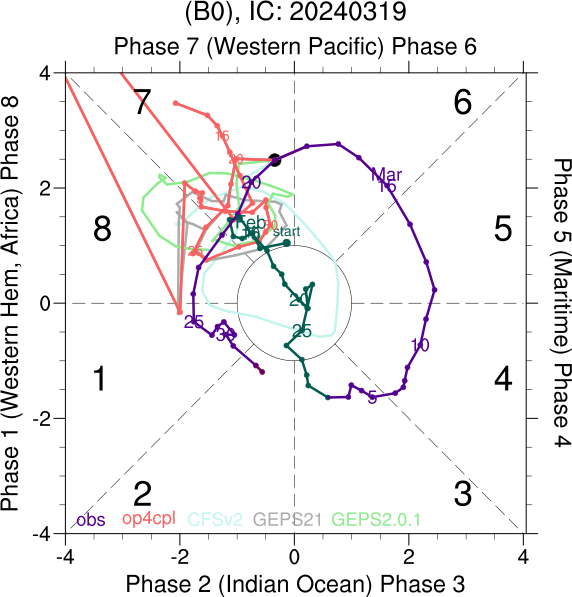 (B0), IC: 20240319
Phase 7 (Western Pacific) Phase 6
Phase 1 (Western Hem, Africa) Phase 8
Phase 5 (Maritime) Phase 4
4
2
0
-2
-4
7
6
8
5
1
4
2
3
15
20
20
Mar
15
Feb
start
30
25
20
25
25
30
10
5
obs op4cpl CFSv2 GEPS21 GEPS2.0.1
-4 -2 0 2 4
Phase 2 (Indian Ocean) Phase 3